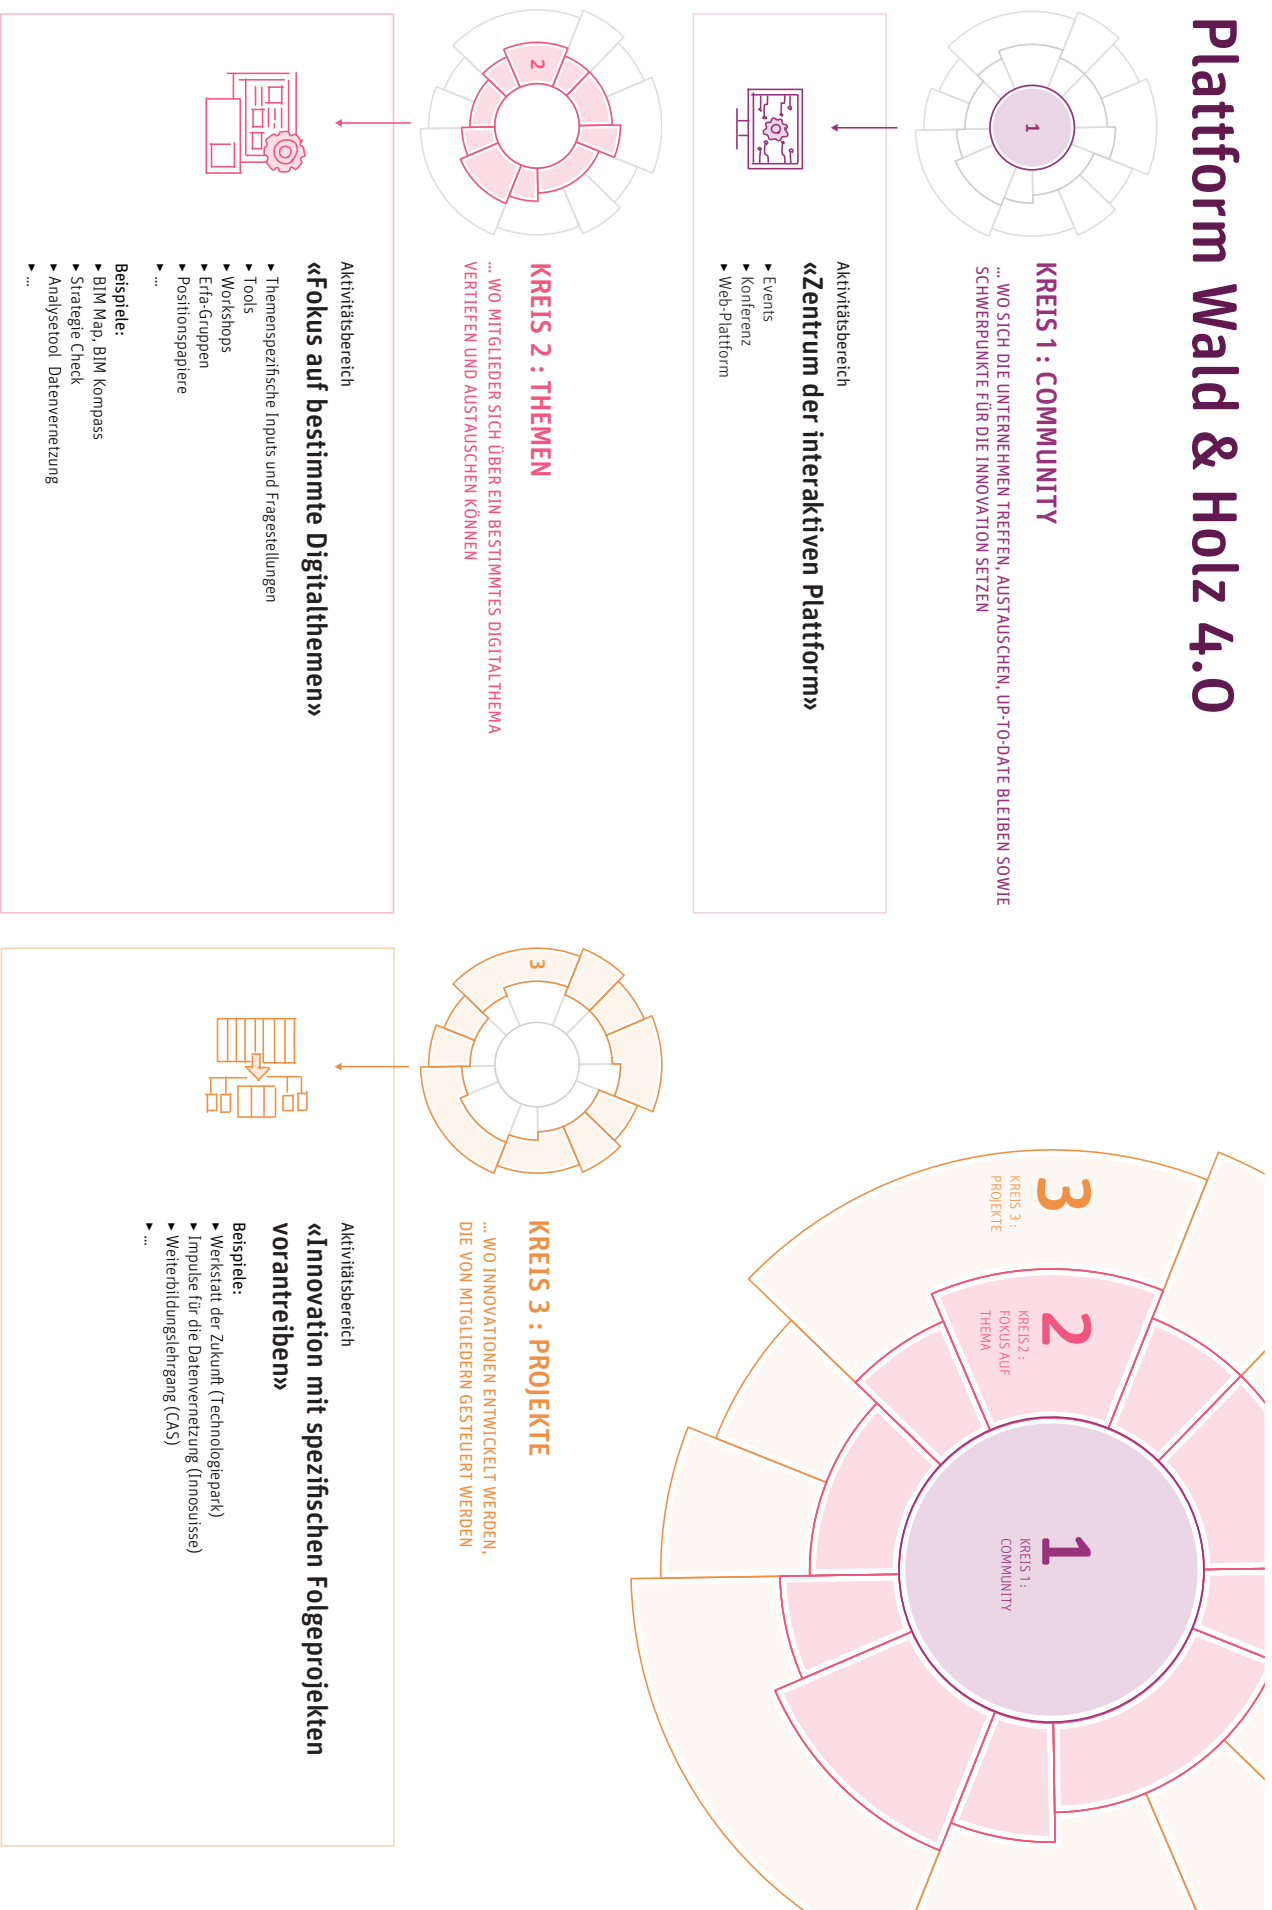 Plattform Wald & Holz 4.0
1
KREIS 1 : COMMUNITY
... WO SICH DIE UNTERNEHMEN TREFFEN, AUSTAUSCHEN, UP-TO-DATE BLEIBEN SOWIE
SCHWERPUNKTE FÜR DIE INNOVATION SETZEN
Aktivitätsbereich
«Zentrum der interaktiven Plattform»
▸ Events
▸ Konferenz
▸ Web-Plattform
2
KREIS 2 : THEMEN
... WO MITGLIEDER SICH ÜBER EIN BESTIMMTES DIGITALTHEMA
VERTIEFEN UND AUSTAUSCHEN KÖNNEN
Aktivitätsbereich
«Fokus auf bestimmte Digitalthemen»
▸ Themenspezifische Inputs und Fragestellungen
▸ Tools
▸ Workshops
▸ Erfa-Gruppen
▸ Positionspapiere
▸ ...
Beispiele:
▸ BIM Map, BIM Kompass
▸ Strategie Check
▸ Analysetool Datenvernetzung
▸ ...
3
KREIS 3 :
PROJEKTE
2
KREIS 2 :
FOKUS AUF
THEMA
1
KREIS 1 :
COMMUNITY
3
KREIS 3 : PROJEKTE
... WO INNOVATIONEN ENTWICKELT WERDEN,
DIE VON MITGLIEDERN GESTEUERT WERDEN
Aktivitätsbereich
«Innovation mit spezifischen Folgeprojekten
vorantreiben»
Beispiele:
▸ Werkstatt der Zukunft (Technologiepark)
▸ Impulse für die Datenvernetzung (Innosuisse)
▸ Weiterbildungslehrgang (CAS)
▸ ...